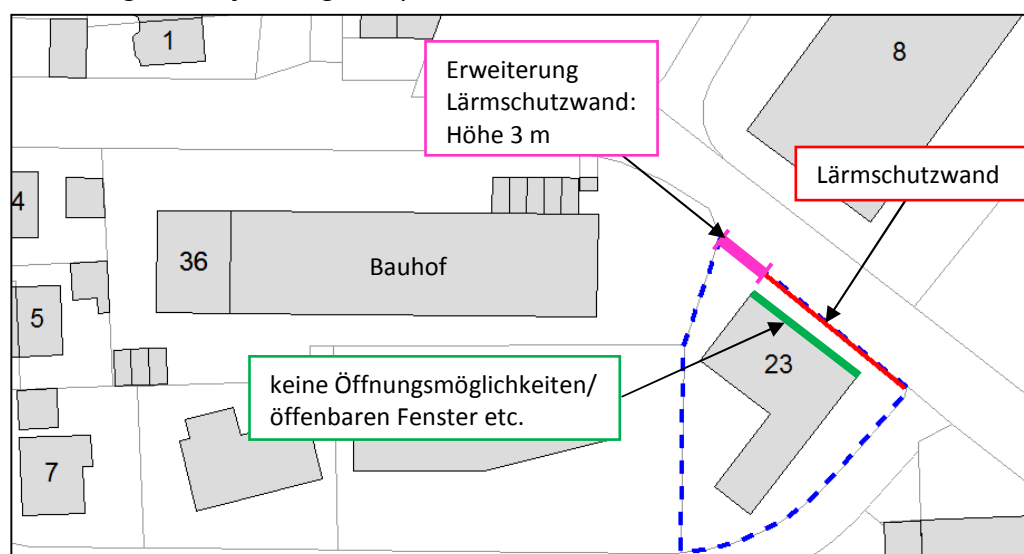 1
8
Erweiterung
Lärmschutzwand:
Höhe 3 m
Lärmschutzwand
4
36
Bauhof
5
23
keine Öffnungsmöglichkeiten/
öffenbaren Fenster etc.
7